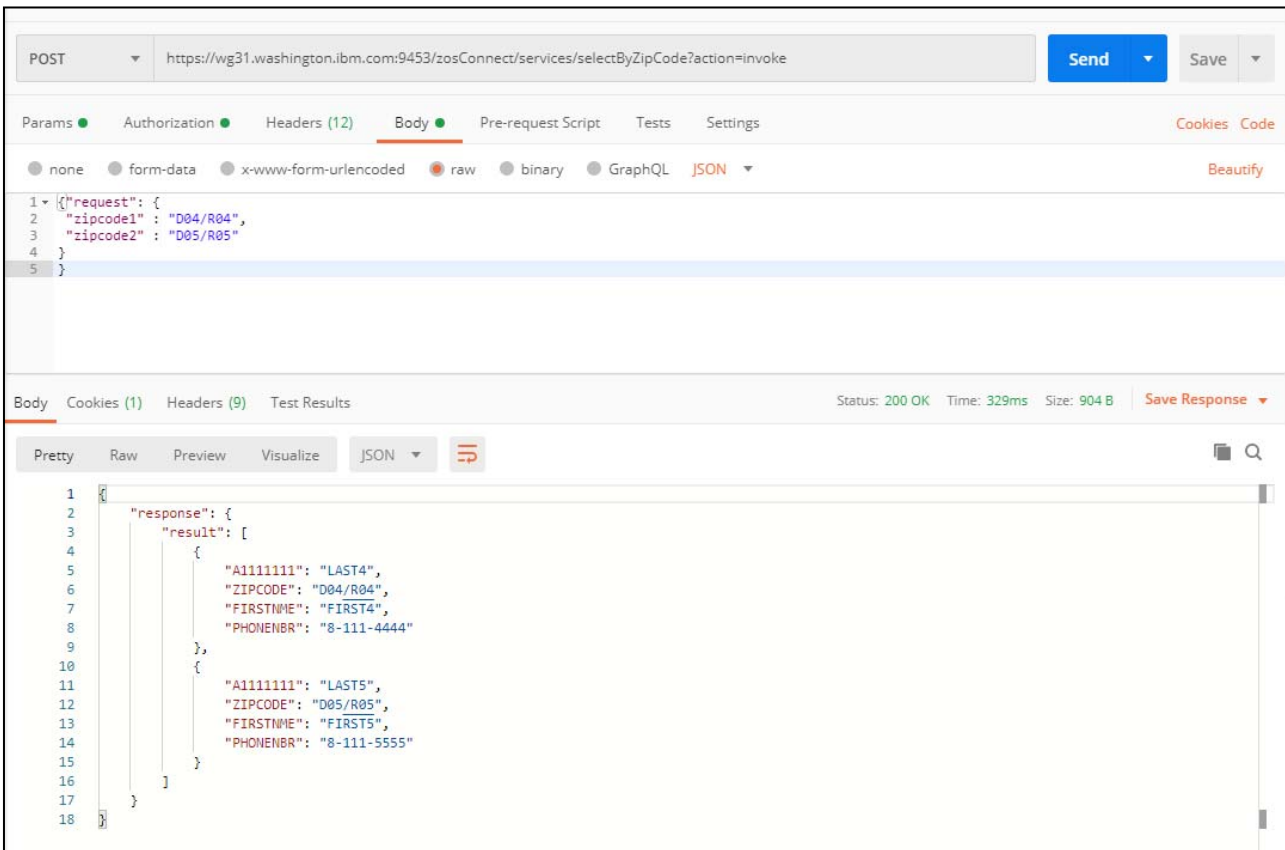 POST https://wg31.washington.ibm.com:9453/zosConnect/services/selectByZipCode?action=invoke Send Save
Params Authorization Headers (12) Body Pre-request Script Tests Settings Cookies Code
none form-data x-www-form-urlencoded raw binary GraphQL JSON Beautify
1 {"request": {
2 "zipcode1" : "D04/R04",
3 "zipcode2" : "D05/R05"
4 }
5 }
Body Cookies (1) Headers (9) Test Results Status: 200 OK Time: 329ms Size: 904 B Save Response
Pretty Raw Preview Visualize JSON
1 {
2 "response": {
3 "result": [
4 {
5 "A1111111": "LAST4",
6 "ZIPCODE": "D04/R04",
7 "FIRSTNME": "FIRST4",
8 "PHONENBR": "8-111-4444"
9 },
10 {
11 "A1111111": "LAST5",
12 "ZIPCODE": "D05/R05",
13 "FIRSTNME": "FIRST5",
14 "PHONENBR": "8-111-5555"
15 }
16 ]
17 }
18 }